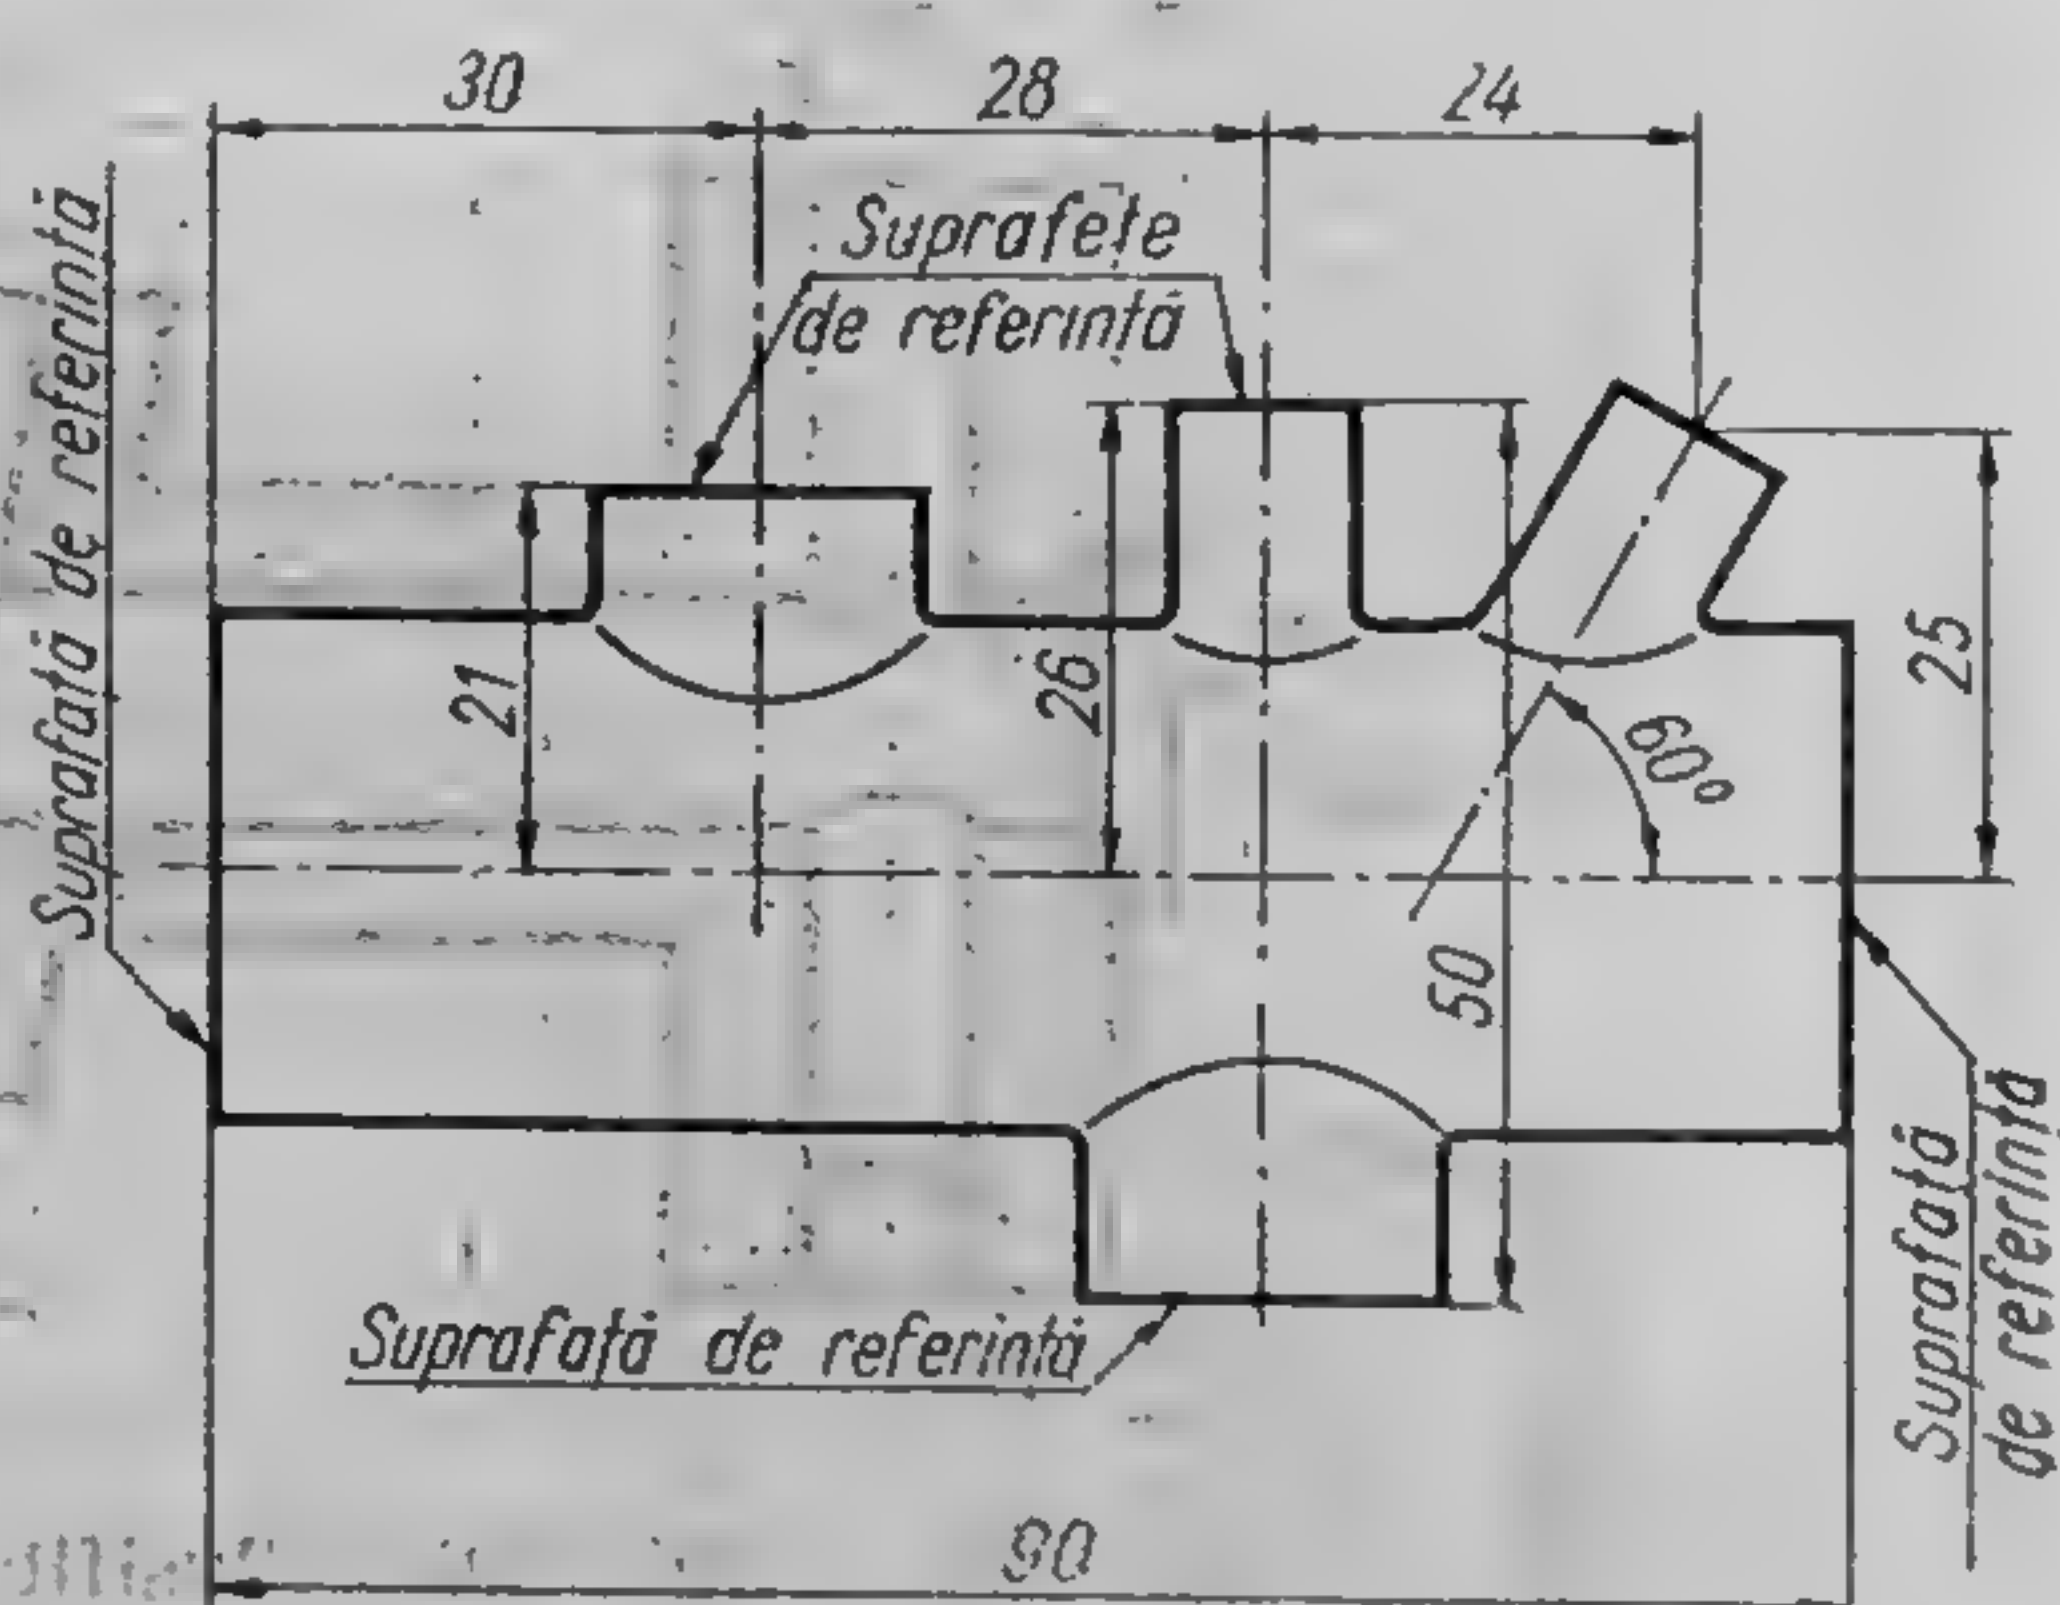 30
28
24
Suprafețe
de referință
Suprafață de referință
21
26
25
60°
50
Suprafață de referință
Suprafață
de referință
90